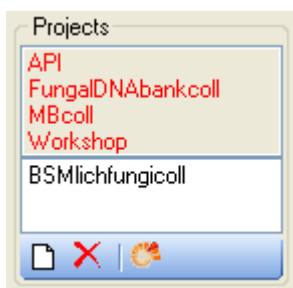 Projects
API
FungalDNAbankcoll
MBcoll
Workshop
BSMlichfungicoll